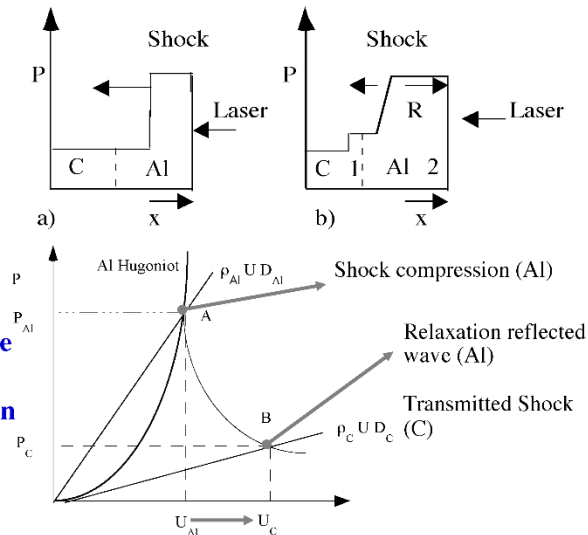 Shock
P
Laser
C
Al
a)
x
Shock
P
R
Laser
C 1 Al 2
b)
x
Al Hugoniot
ρAl U DAl
Shock compression (Al)
P
PAl
A
e
Relaxation reflected
wave (Al)
n
B
Transmitted Shock
(C)
ρC U DC
PC
UAl
UC